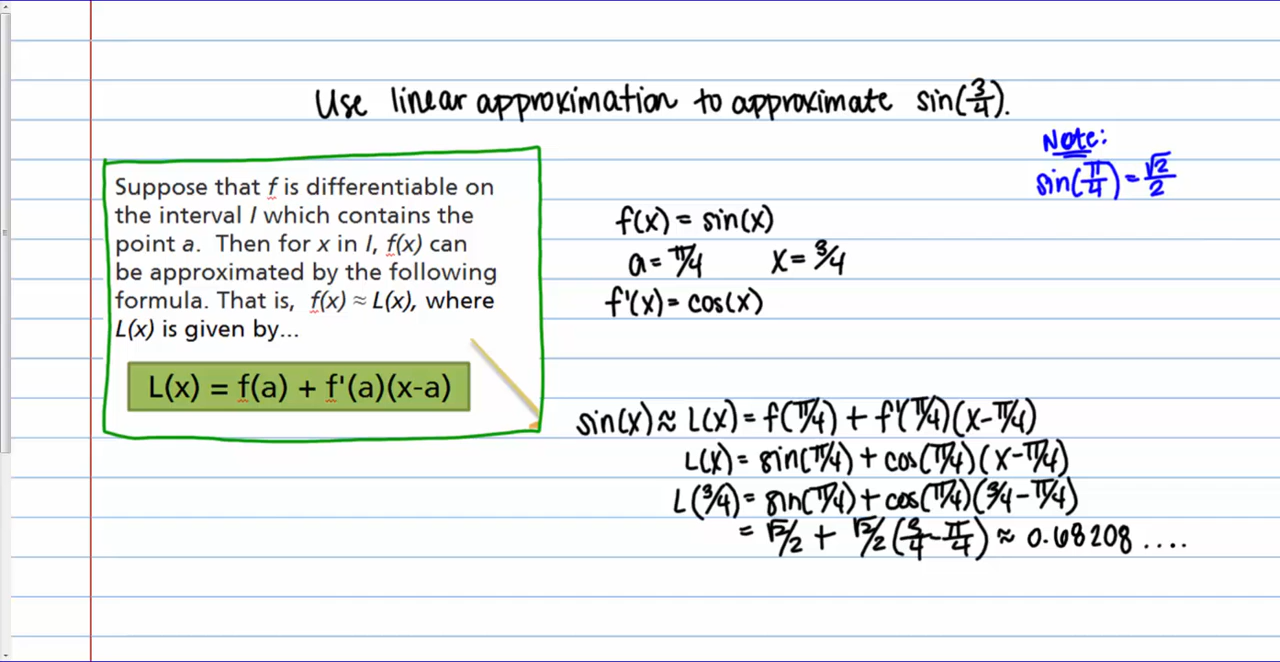 Use linear approximation to approximate sin(3/4).
Note:
sin(π/4) = √2/2
Suppose that f is differentiable on
the interval I which contains the
point a. Then for x in I, f(x) can
be approximated by the following
formula. That is, f(x) ≈ L(x), where
L(x) is given by...
L(x) = f(a) + f'(a)(x-a)
f(x) = sin(x)
a = π/4 x = 3/4
f'(x) = cos(x)
sin(x) ≈ L(x) = f(π/4) + f'(π/4)(x-π/4)
L(x) = sin(π/4) + cos(π/4)(x-π/4)
L(3/4) = sin(π/4) + cos(π/4)(3/4-π/4)
= √2/2 + √2/2(3/4-π/4) ≈ 0.68208....